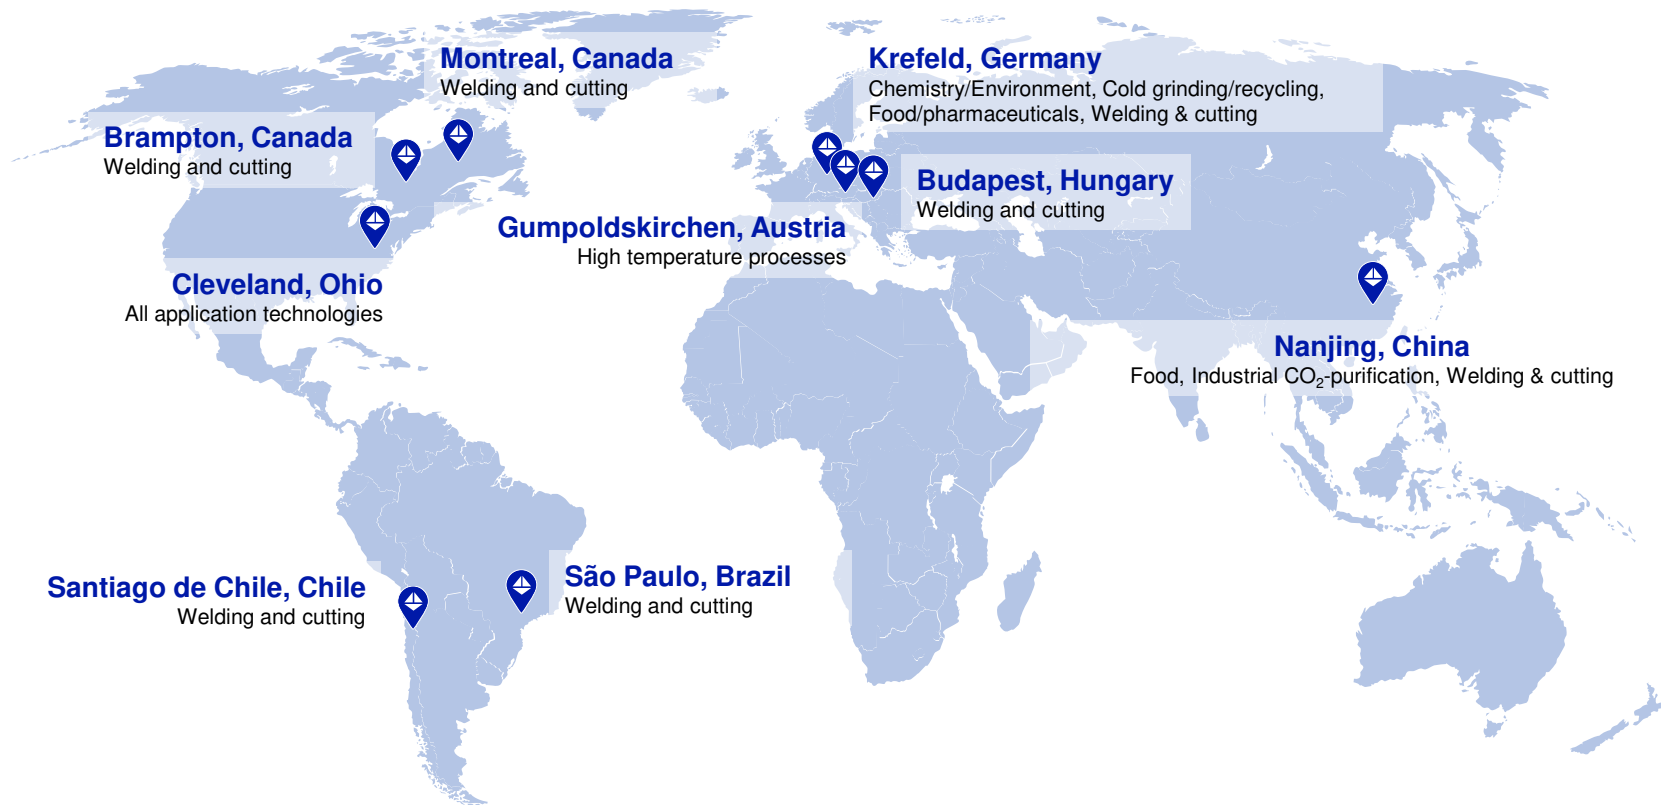 Montreal, Canada
Welding and cutting
Krefeld, Germany
Chemistry/Environment, Cold grinding/recycling,
Food/pharmaceuticals, Welding & cutting
Brampton, Canada
Welding and cutting
Budapest, Hungary
Welding and cutting
Gumpoldskirchen, Austria
High temperature processes
Cleveland, Ohio
All application technologies
Nanjing, China
Food, Industrial CO₂-purification, Welding & cutting
Santiago de Chile, Chile
Welding and cutting
São Paulo, Brazil
Welding and cutting